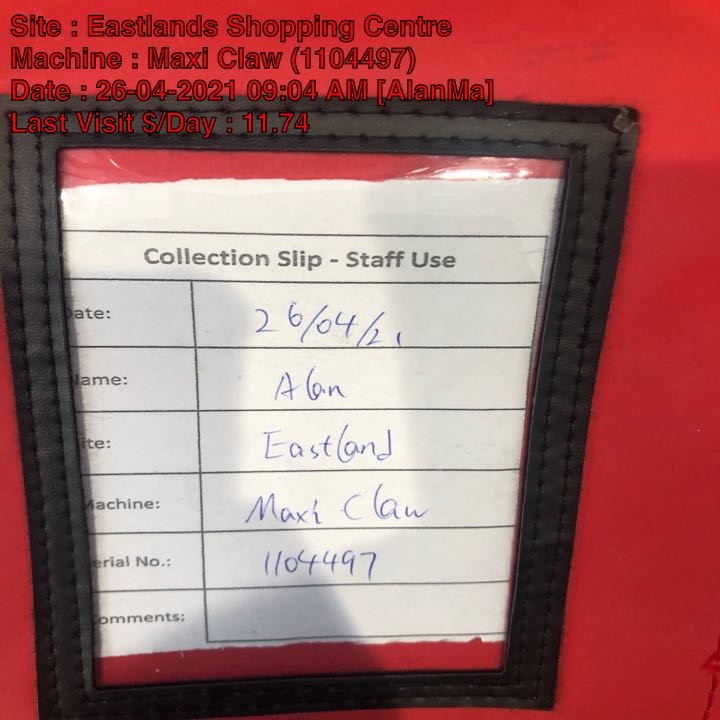 Site : Eastlands Shopping Centre
Machine : Maxi Claw (1104497)
Date : 26-04-2021 09:04 AM [AlanMa]
Last Visit $/Day : 11.74
Collection Slip - Staff Use
ate: 26/04/21
ame: Alan
ite: Eastland
achine: Maxi Claw
erial No.: 1104497
omments: